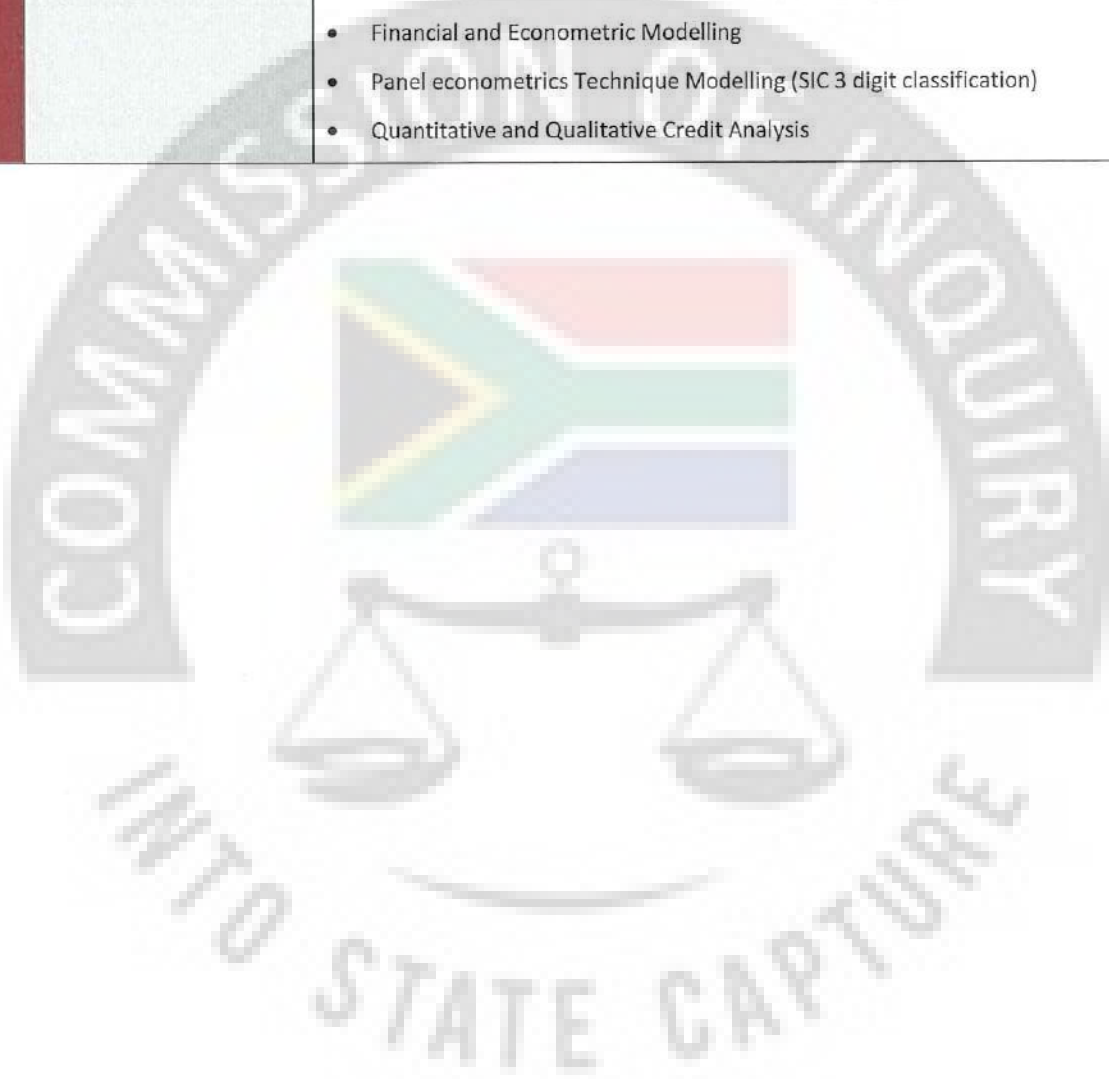 • Financial and Econometric Modelling
• Panel econometrics Technique Modelling (SIC 3 digit classification)
• Quantitative and Qualitative Credit Analysis
COMMISSION OF INQUIRY
INTO STATE CAPTURE